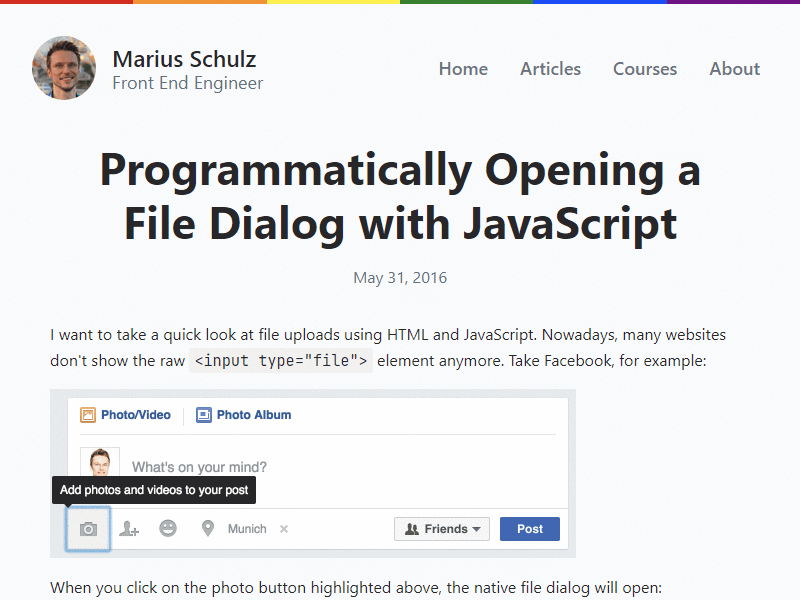 Marius Schulz
Front End Engineer
Home Articles Courses About
Programmatically Opening a
File Dialog with JavaScript
May 31, 2016
I want to take a quick look at file uploads using HTML and JavaScript. Nowadays, many websites
don't show the raw <input type="file"> element anymore. Take Facebook, for example:
Photo/Video Photo Album
What's on your mind?
Add photos and videos to your post
Munich × Friends Post
When you click on the photo button highlighted above, the native file dialog will open: